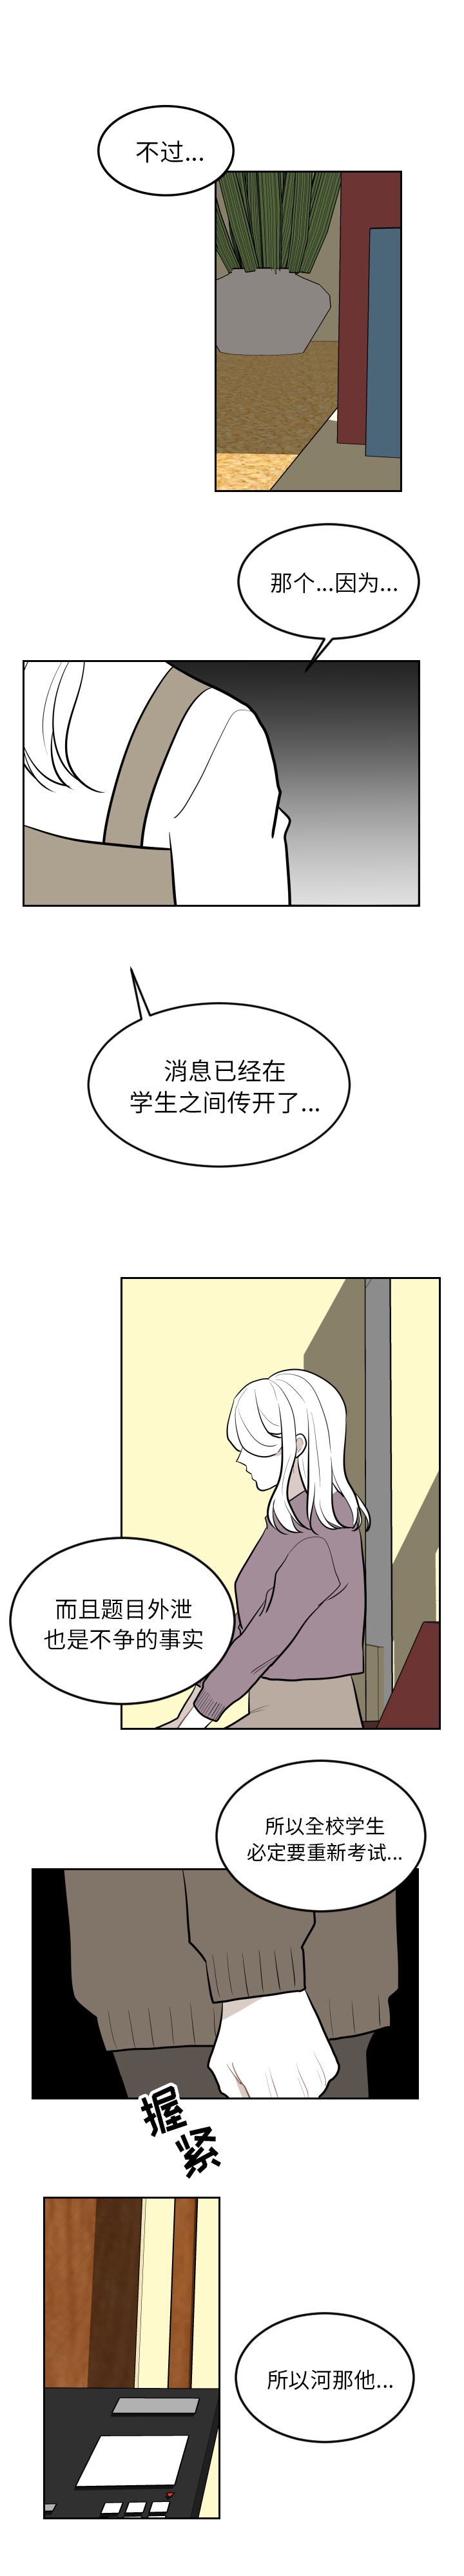 不过...
那个...因为...
消息已经在
学生之间传开了...
而且题目外泄
也是不争的事实
所以全校学生
必定要重新考试...
握
紧
所以河那他...